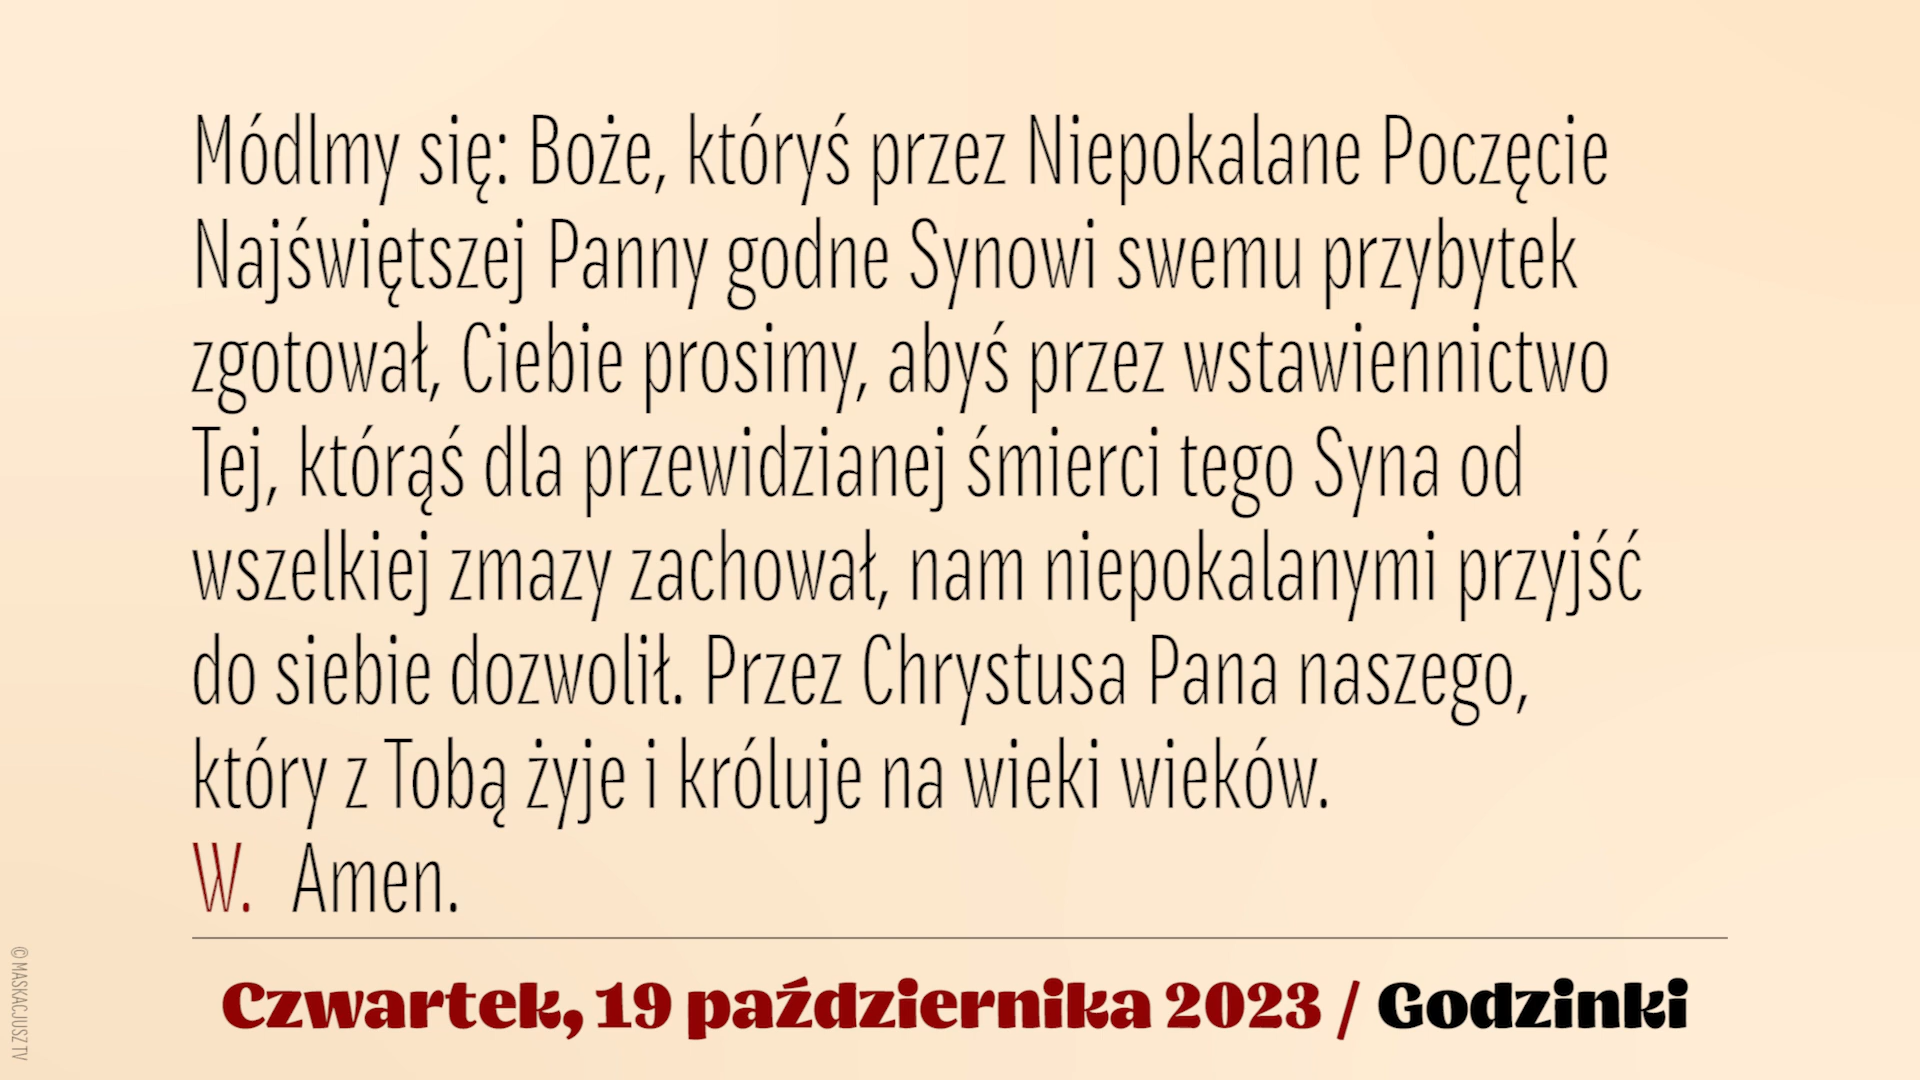 Módlmy się: Boże, któryś przez Niepokalane Poczęcie
Najświętszej Panny godne Synowi swemu przybytek
zgotował, Ciebie prosimy, abyś przez wstawiennictwo
Tej, którąś dla przewidzianej śmierci tego Syna od
wszelkiej zmazy zachował, nam niepokalanymi przyjść
do siebie dozwolił. Przez Chrystusa Pana naszego,
który z Tobą żyje i króluje na wieki wieków.
W. Amen.
Czwartek, 19 października 2023 / Godzinki
© MASKACJUSZ TV